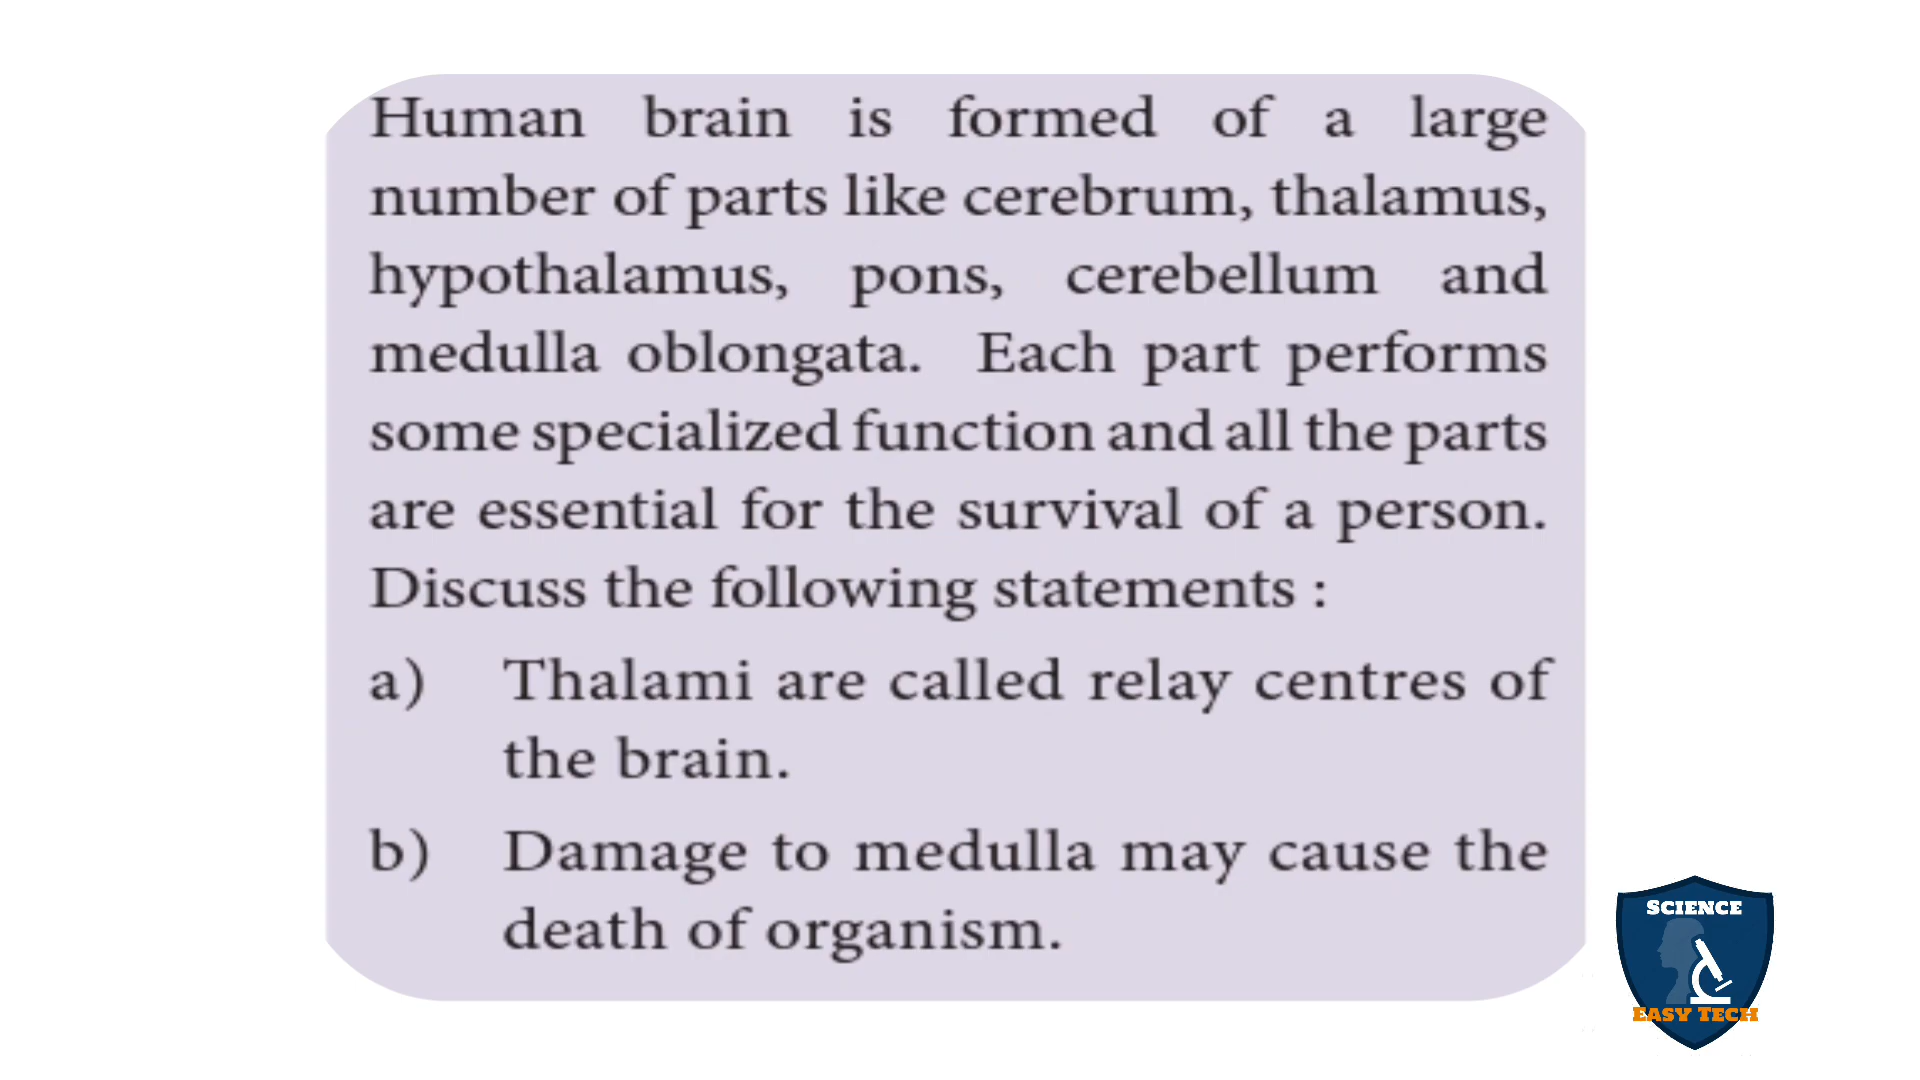 Human brain is formed of a large
number of parts like cerebrum, thalamus,
hypothalamus, pons, cerebellum and
medulla oblongata. Each part performs
some specialized function and all the parts
are essential for the survival of a person.
Discuss the following statements :
a) Thalami are called relay centres of
the brain.
b) Damage to medulla may cause the
death of organism.
SCIENCE
EASY TECH